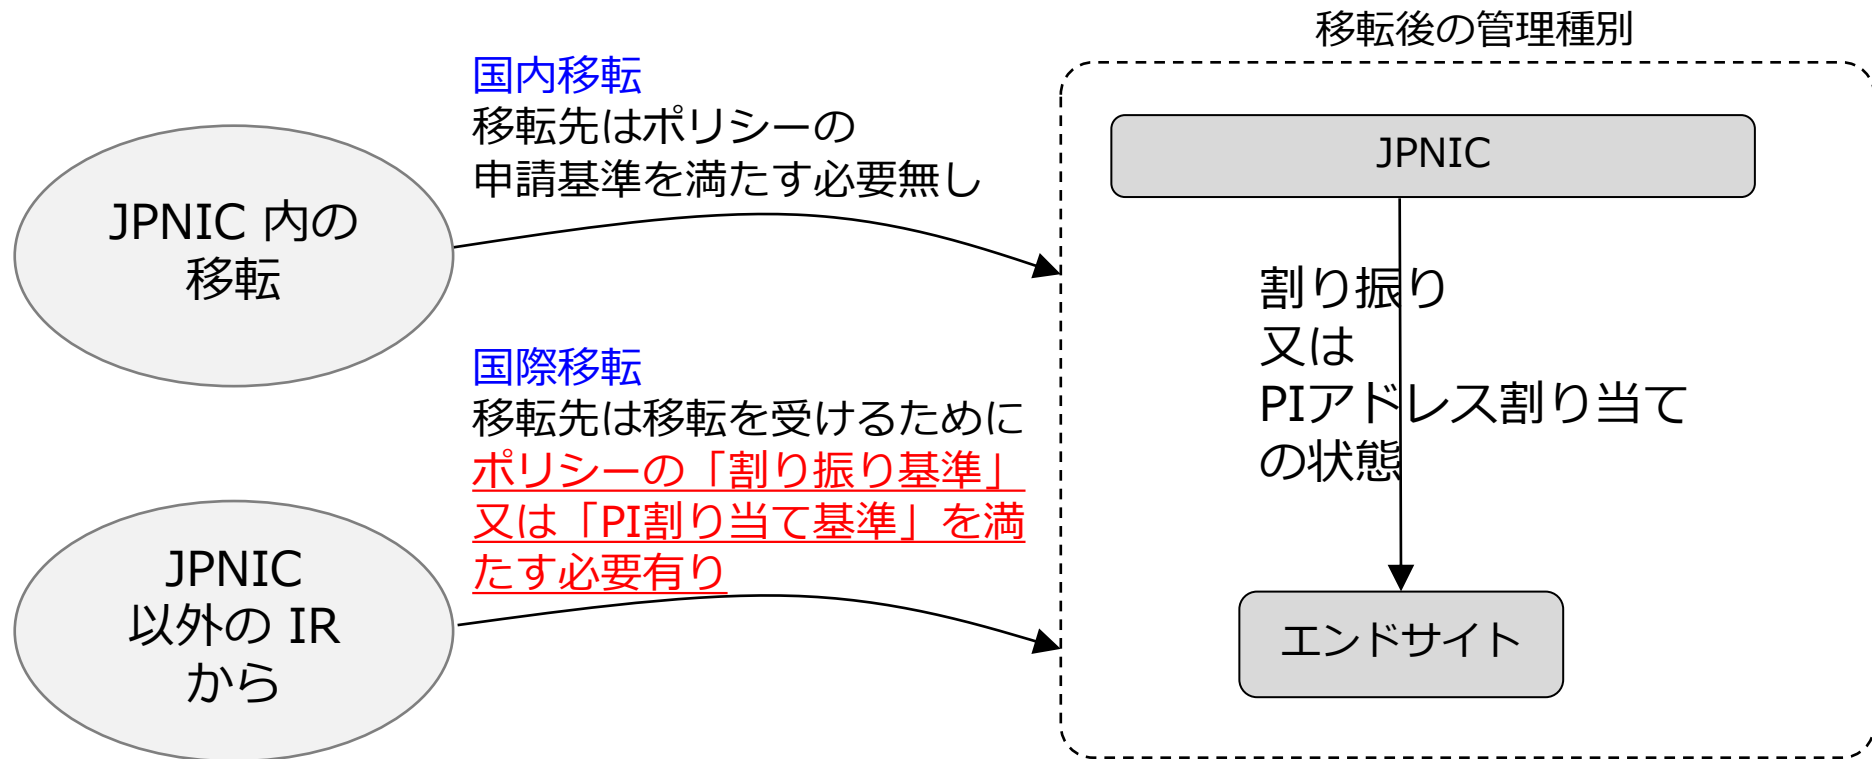 移転後の管理種別
国内移転
移転先はポリシーの
申請基準を満たす必要無し
JPNIC 内の
移転
国際移転
移転先は移転を受けるために
ポリシーの「割り振り基準」
又は「PI割り当て基準」を満
たす必要有り
JPNIC
以外の IR
から
JPNIC
割り振り
又は
PIアドレス割り当て
の状態
エンドサイト